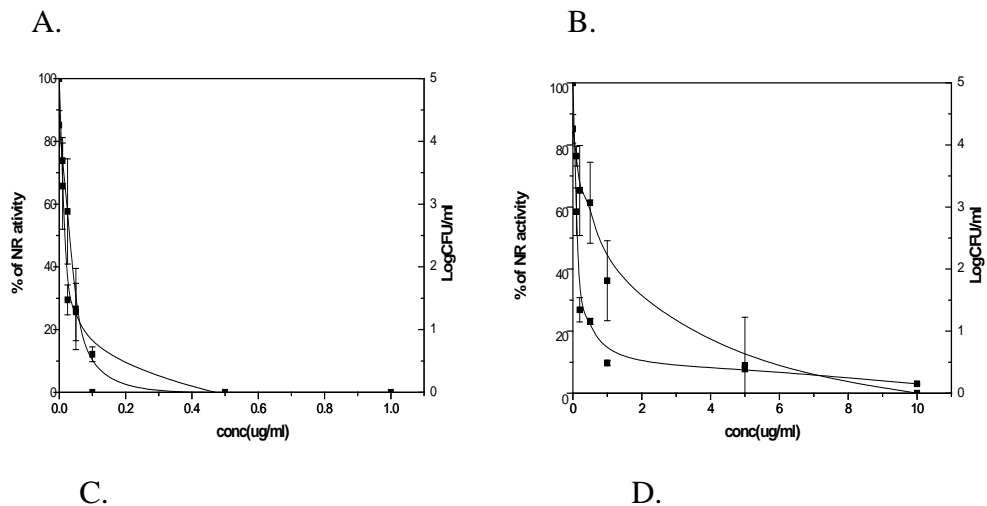 A.
B.
100
80
60
40
20
0
5
4
3
2
1
0
0.0 0.2 0.4 0.6 0.8 1.0
% of NR ativity
LogCFU/ml
conc(ug/ml)
100
80
60
40
20
0
5
4
3
2
1
0
0 2 4 6 8 10
% of NR activity
LogCFU/ml
conc(ug/ml)
C.
D.